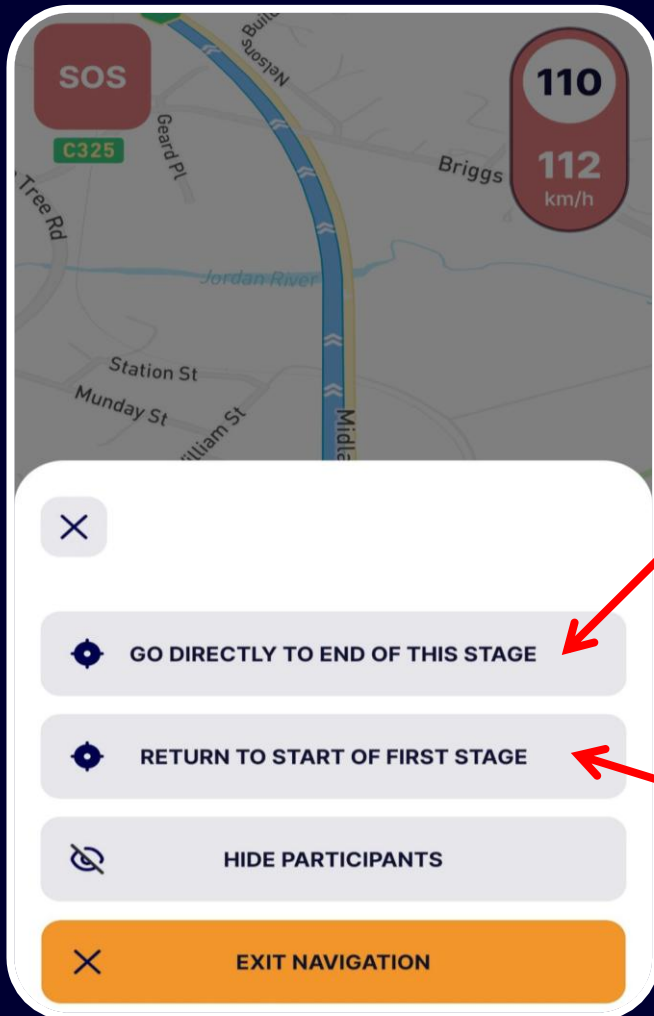 SOS
110
112
km/h
C325
Nelsons
Geard Pl
Briggs
Tree Rd
Jordan River
Station St
Munday St
William St
GO DIRECTLY TO END OF THIS STAGE
RETURN TO START OF FIRST STAGE
HIDE PARTICIPANTS
EXIT NAVIGATION